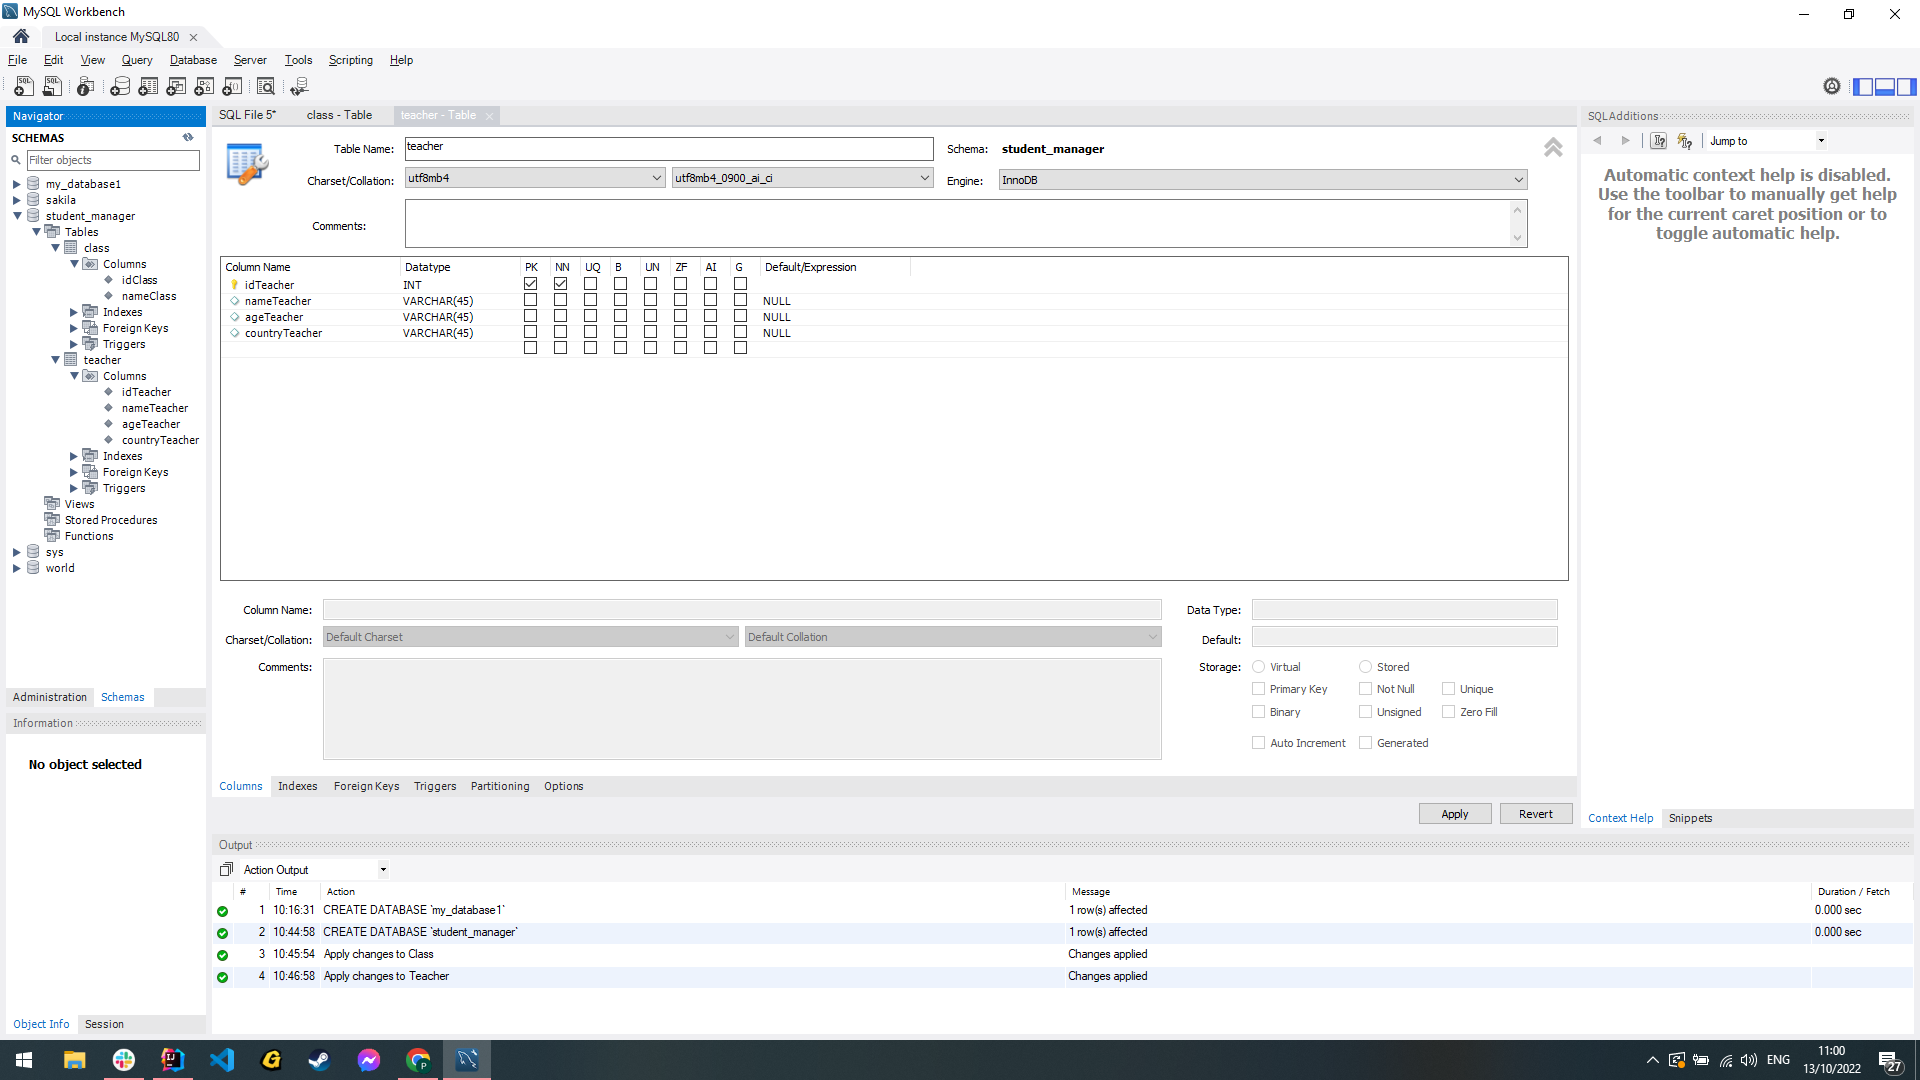 MySQL Workbench
Local instance MySQL80
File Edit View Query Database Server Tools Scripting Help
Navigator
SCHEMAS
Filter objects
my_database1
sakila
student_manager
Tables
class
Columns
idClass
nameClass
Indexes
Foreign Keys
Triggers
teacher
Columns
idTeacher
nameTeacher
ageTeacher
countryTeacher
Indexes
Foreign Keys
Triggers
Views
Stored Procedures
Functions
sys
world
Administration Schemas
Information
No object selected
Object Info Session
SQL File 5* class - Table teacher - Table
Table Name: teacher Schema: student_manager
Charset/Collation: utf8mb4 utf8mb4_0900_ai_ci Engine: InnoDB
Comments:
Column Name Datatype PK NN UQ B UN ZF AI G Default/Expression
idTeacher INT
nameTeacher VARCHAR(45) NULL
ageTeacher VARCHAR(45) NULL
countryTeacher VARCHAR(45) NULL
Column Name: Data Type:
Charset/Collation: Default Charset Default Collation Default:
Comments: Storage: Virtual Stored
Primary Key Not Null Unique
Binary Unsigned Zero Fill
Auto Increment Generated
Columns Indexes Foreign Keys Triggers Partitioning Options
Apply Revert
SQLAdditions
Jump to
Automatic context help is disabled.
Use the toolbar to manually get help
for the current caret position or to
toggle automatic help.
Context Help Snippets
Output
Action Output
# Time Action Message Duration / Fetch
1 10:16:31 CREATE DATABASE `my_database1` 1 row(s) affected 0.000 sec
2 10:44:58 CREATE DATABASE `student_manager` 1 row(s) affected 0.000 sec
3 10:45:54 Apply changes to Class Changes applied
4 10:46:58 Apply changes to Teacher Changes applied
ENG
11:00
13/10/2022
27